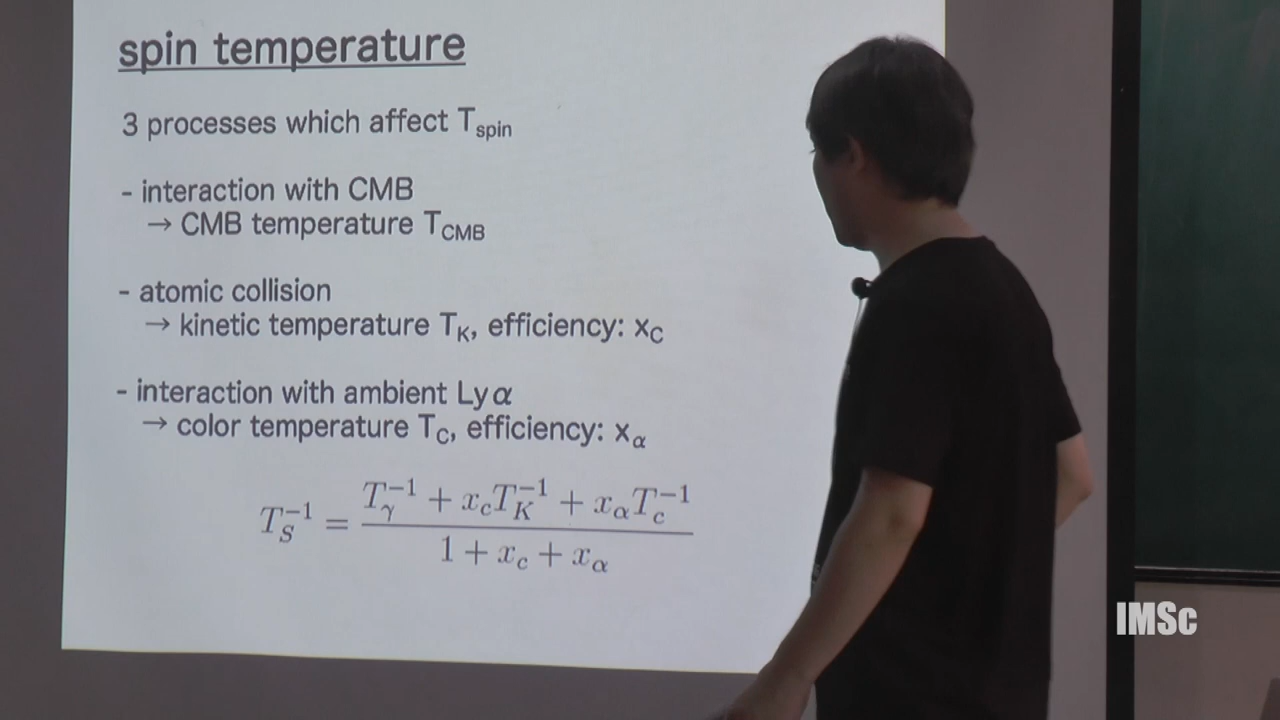 spin temperature
3 processes which affect T_spin
- interaction with CMB
→ CMB temperature T_CMB
- atomic collision
→ kinetic temperature T_K, efficiency: x_C
- interaction with ambient Lyα
→ color temperature T_C, efficiency: x_α
T_S^{-1} = \frac{T_γ^{-1} + x_c T_K^{-1} + x_α T_c^{-1}}{1 + x_c + x_α}
IMSc